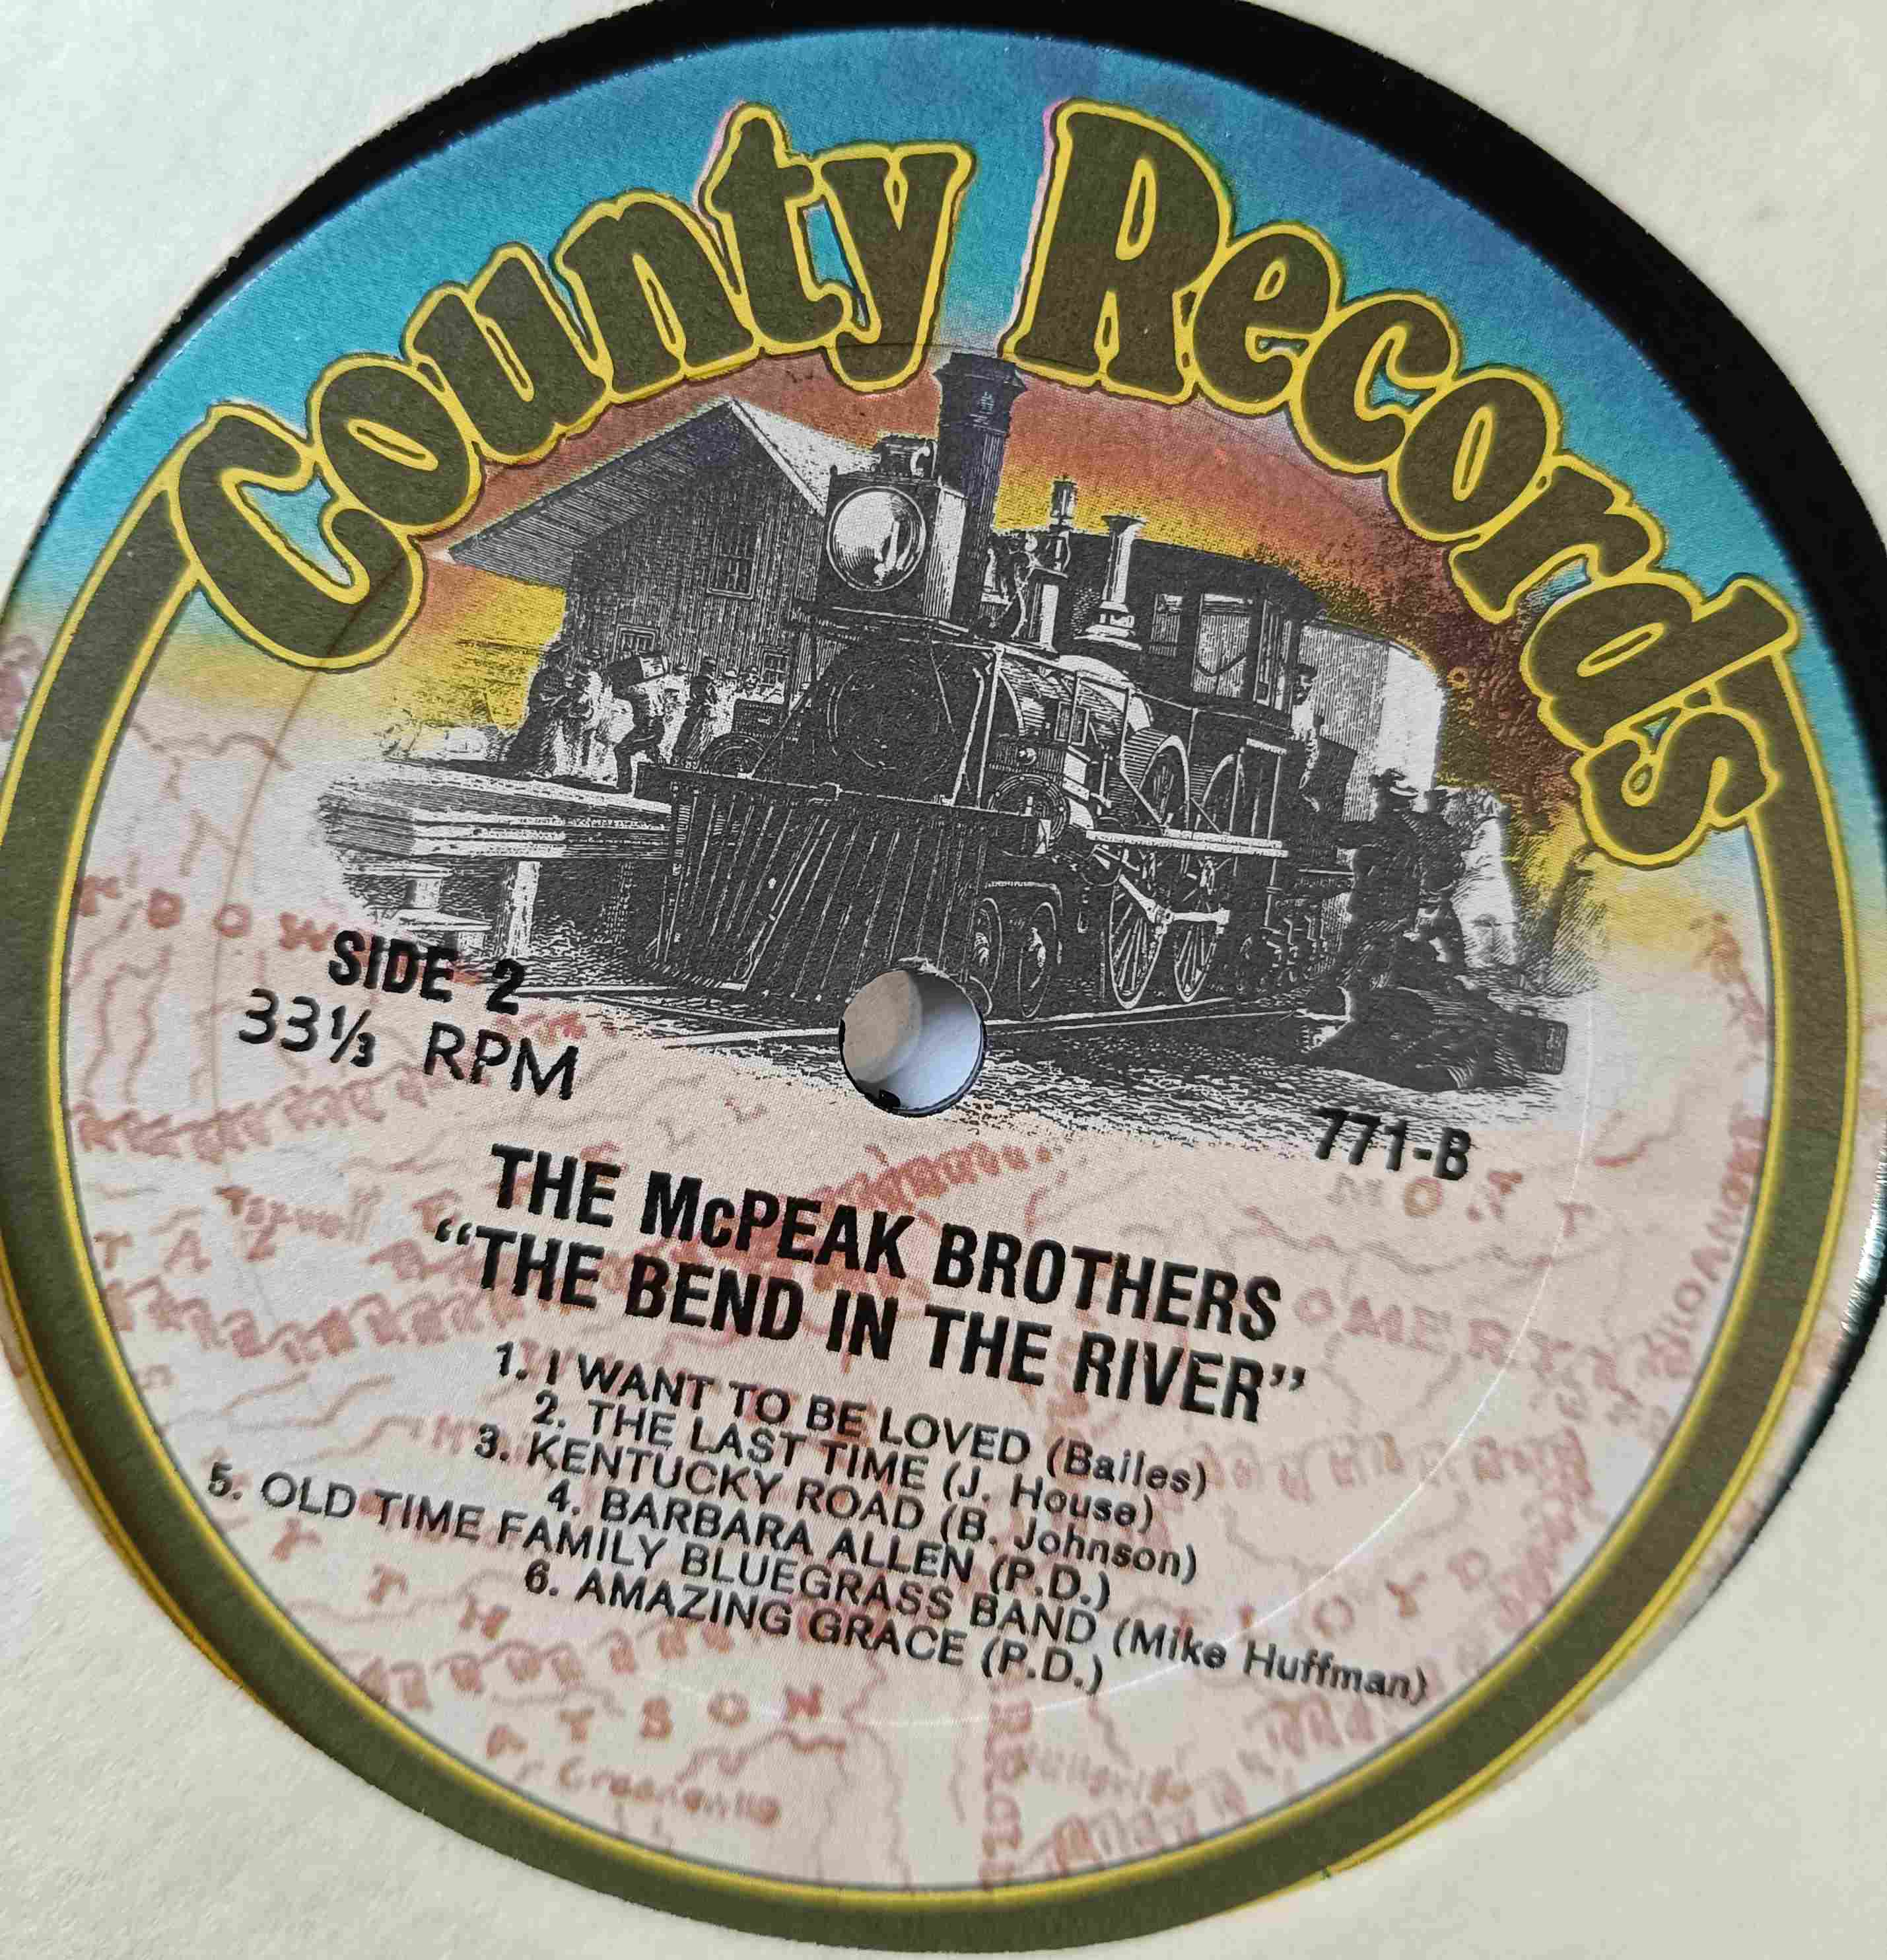 County Records
SIDE 2
33⅓ RPM
771-B
THE McPEAK BROTHERS
"THE BEND IN THE RIVER"
1. I WANT TO BE LOVED (Bailes)
2. THE LAST TIME (J. House)
3. KENTUCKY ROAD (B. Johnson)
4. BARBARA ALLEN (P.D.)
5. OLD TIME FAMILY BLUEGRASS BAND (Mike Huffman)
6. AMAZING GRACE (P.D.)